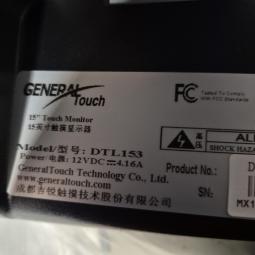 GENERAL Touch
FC
Tested To Comply
With FCC Standards
15" Touch Monitor
15英寸触摸显示器
Model/型号: DTL153
Power/电源: 12VDC⎓4.16A
GeneralTouch Technology Co., Ltd.
www.generaltouch.com
成都吉锐触摸技术股份有限公司
高压
SHOCK HAZA
Product No.:
SN:
MX1